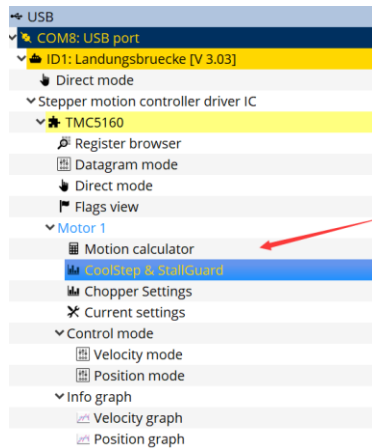 USB
COM8: USB port
ID1: Landungsbruecke [V 3.03]
Direct mode
Stepper motion controller driver IC
TMC5160
Register browser
Datagram mode
Direct mode
Flags view
Motor 1
Motion calculator
CoolStep & StallGuard
Chopper Settings
Current settings
Control mode
Velocity mode
Position mode
Info graph
Velocity graph
Position graph